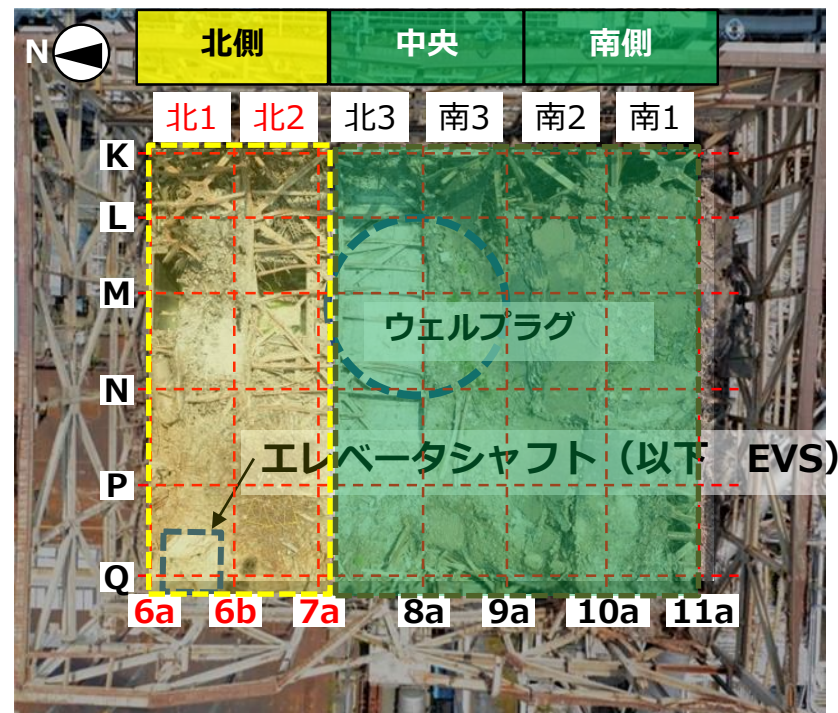 N
北側 中央 南側
北1 北2 北3 南3 南2 南1
K
L
M
ウェルプラグ
N
エレベータシャフト（以下 EVS）
P
Q
6a 6b 7a 8a 9a 10a 11a